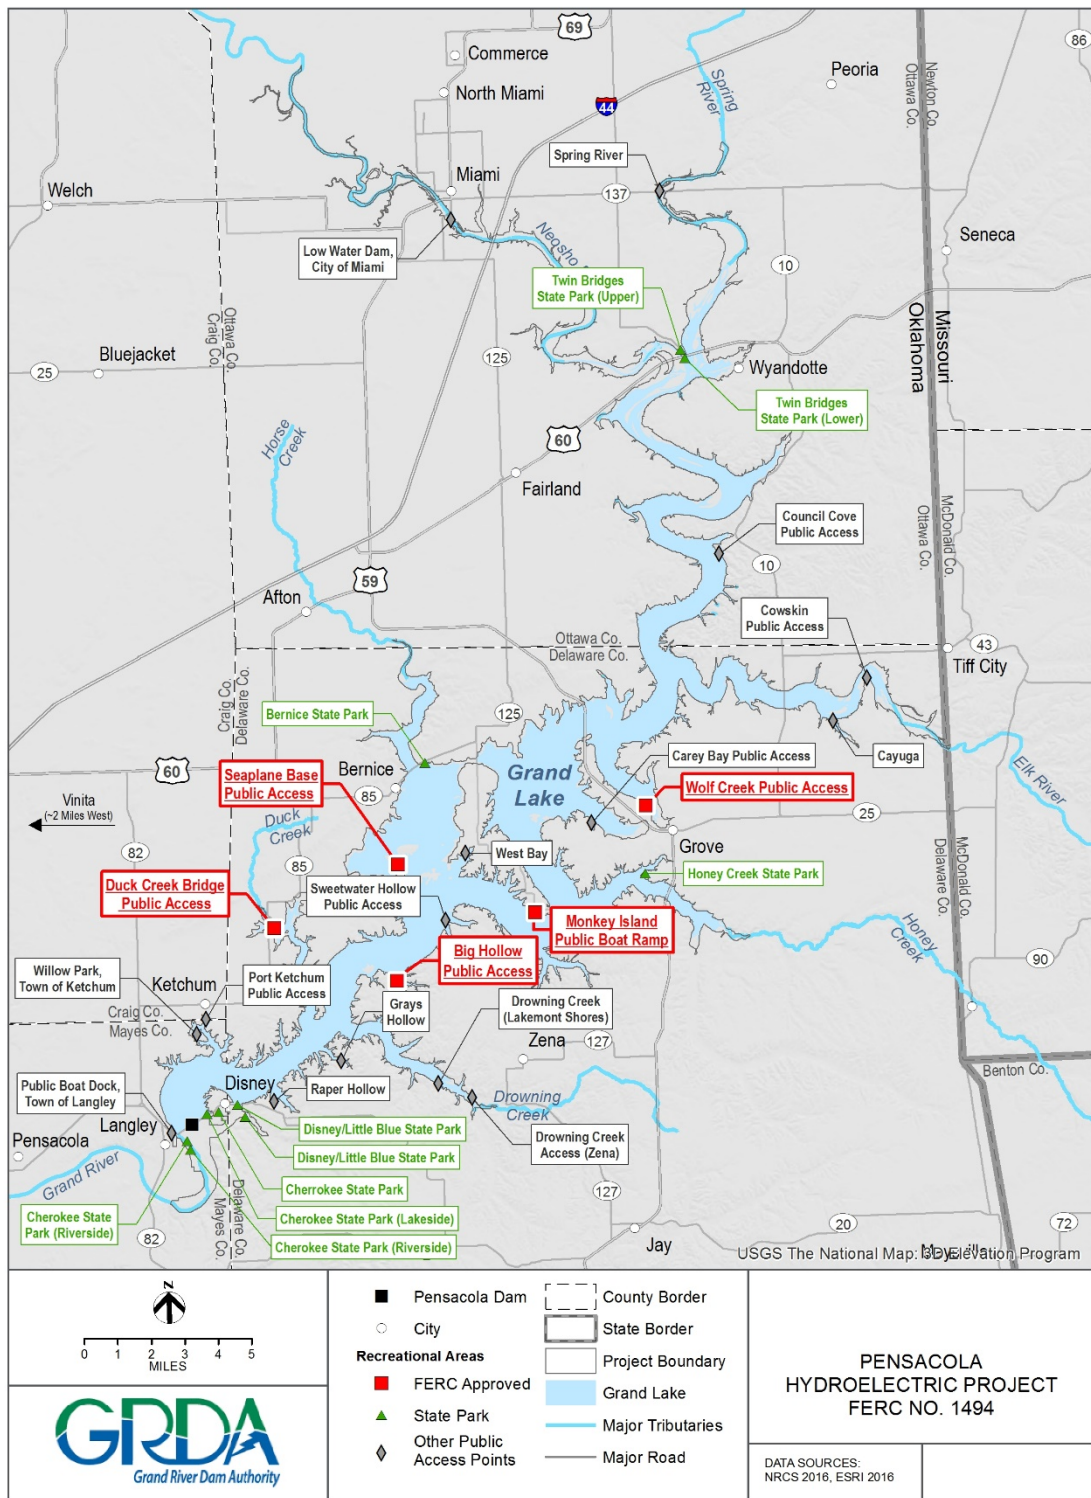 69
86
Commerce
North Miami
Peoria
Spring
River
Newton Co.
Ottawa Co.
44
Spring River
Miami
137
Welch
Low Water Dam,
City of Miami
Neosho
Seneca
10
Twin Bridges
State Park (Upper)
Ottawa Co.
Craig Co.
Missouri
Oklahoma
Bluejacket
25
125
Wyandotte
Twin Bridges
State Park (Lower)
Horse
Creek
60
Fairland
McDonald Co.
Ottawa Co.
Council Cove
Public Access
59
10
Afton
Cowskin
Public Access
Ottawa Co.
Delaware Co.
43
Tiff City
Craig Co.
Delaware Co.
Bernice State Park
125
Carey Bay Public Access
Cayuga
Elk River
60
Bernice
Grand
Lake
Seaplane Base
Public Access
85
Wolf Creek Public Access
Vinita
(~2 Miles West)
Duck
Creek
25
82
85
West Bay
Grove
McDonald Co.
Delaware Co.
Honey Creek State Park
Duck Creek Bridge
Public Access
Sweetwater Hollow
Public Access
Monkey Island
Public Boat Ramp
Big Hollow
Public Access
Honey
Creek
90
Willow Park,
Town of Ketchum
Port Ketchum
Public Access
Ketchum
Grays
Hollow
Drowning Creek
(Lakemont Shores)
Craig Co.
Mayes Co.
Zena
127
Benton Co.
Public Boat Dock,
Town of Langley
Disney
Raper Hollow
Drowning
Creek
Langley
Pensacola
Disney/Little Blue State Park
Drowning Creek
Access (Zena)
Disney/Little Blue State Park
Grand River
Cherrokee State Park
127
Cherokee State
Park (Riverside)
Delaware Co.
Mayes Co.
Cherokee State Park (Lakeside)
82
Cherokee State Park (Riverside)
Jay
20
72
USGS The National Map: 3D Elevation Program
N
0 1 2 3 4 5
MILES
GRDA
Grand River Dam Authority
Pensacola Dam
City
Recreational Areas
FERC Approved
State Park
Other Public
Access Points
County Border
State Border
Project Boundary
Grand Lake
Major Tributaries
Major Road
PENSACOLA
HYDROELECTRIC PROJECT
FERC NO. 1494
DATA SOURCES:
NRCS 2016, ESRI 2016